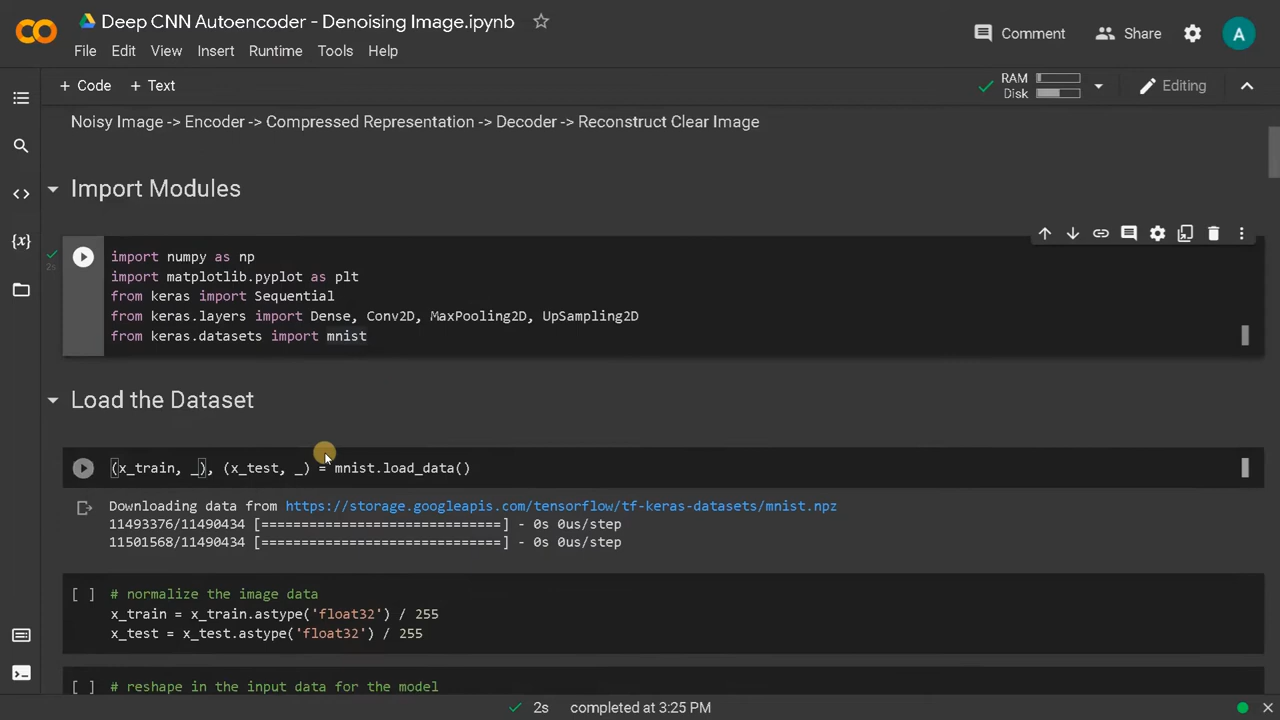 Deep CNN Autoencoder - Denoising Image.ipynb
File Edit View Insert Runtime Tools Help
Comment Share A
+ Code + Text
RAM
Disk
Editing
Noisy Image -> Encoder -> Compressed Representation -> Decoder -> Reconstruct Clear Image
Import Modules
2s
import numpy as np
import matplotlib.pyplot as plt
from keras import Sequential
from keras.layers import Dense, Conv2D, MaxPooling2D, UpSampling2D
from keras.datasets import mnist
Load the Dataset
(x_train, _), (x_test, _) = mnist.load_data()
Downloading data from https://storage.googleapis.com/tensorflow/tf-keras-datasets/mnist.npz
11493376/11490434 [==============================] - 0s 0us/step
11501568/11490434 [==============================] - 0s 0us/step
[ ] # normalize the image data
x_train = x_train.astype('float32') / 255
x_test = x_test.astype('float32') / 255
[ ] # reshape in the input data for the model
2s completed at 3:25 PM